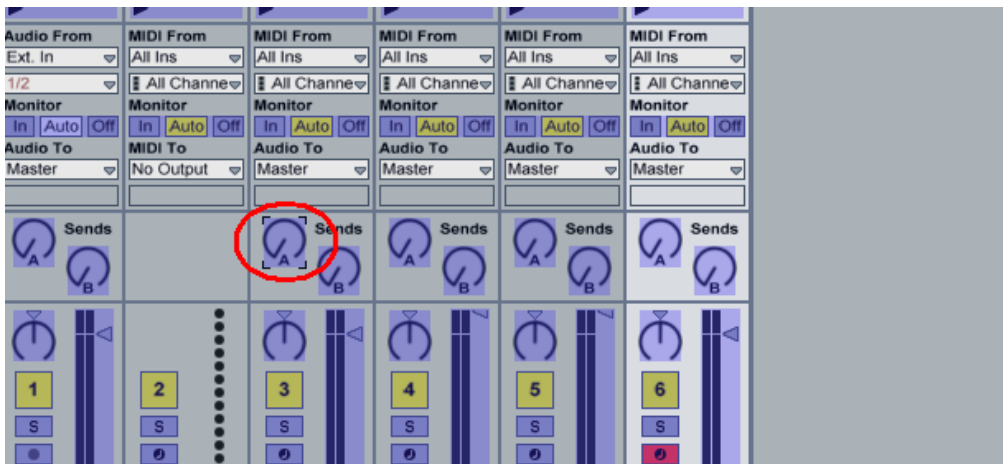 Audio From MIDI From MIDI From MIDI From MIDI From MIDI From
Ext. In All Ins All Ins All Ins All Ins All Ins
1/2 All Channe All Channe All Channe All Channe All Channe
Monitor Monitor Monitor Monitor Monitor Monitor
In Auto Off In Auto Off In Auto Off In Auto Off In Auto Off In Auto Off
Audio To MIDI To Audio To Audio To Audio To Audio To
Master No Output Master Master Master Master
Sends Sends Sends Sends Sends
A A A A A
B B B B B
1 2 3 4 5 6
S S S S S S